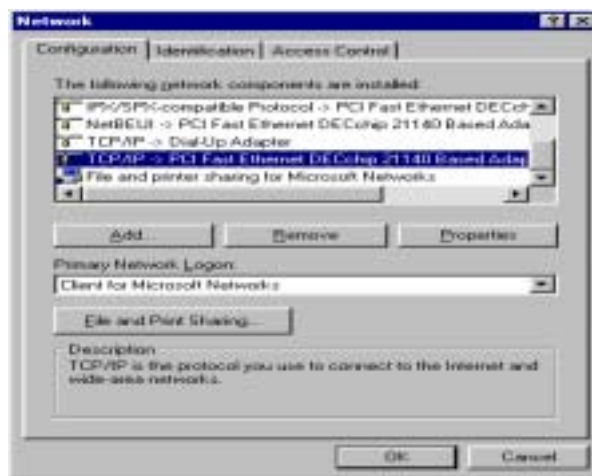 Network
Configuration Identification Access Control
The following network components are installed:
IPX/SPX-compatible Protocol -> PCI Fast Ethernet DECch
NetBEUI -> PCI Fast Ethernet DECchip 21140 Based Ada
TCP/IP -> Dial-Up Adapter
TCP/IP -> PCI Fast Ethernet DECchip 21140 Based Adap
File and printer sharing for Microsoft Networks
Add... Remove Properties
Primary Network Logon:
Client for Microsoft Networks
File and Print Sharing...
Description
TCP/IP is the protocol you use to connect to the Internet and
wide-area networks.
OK Cancel